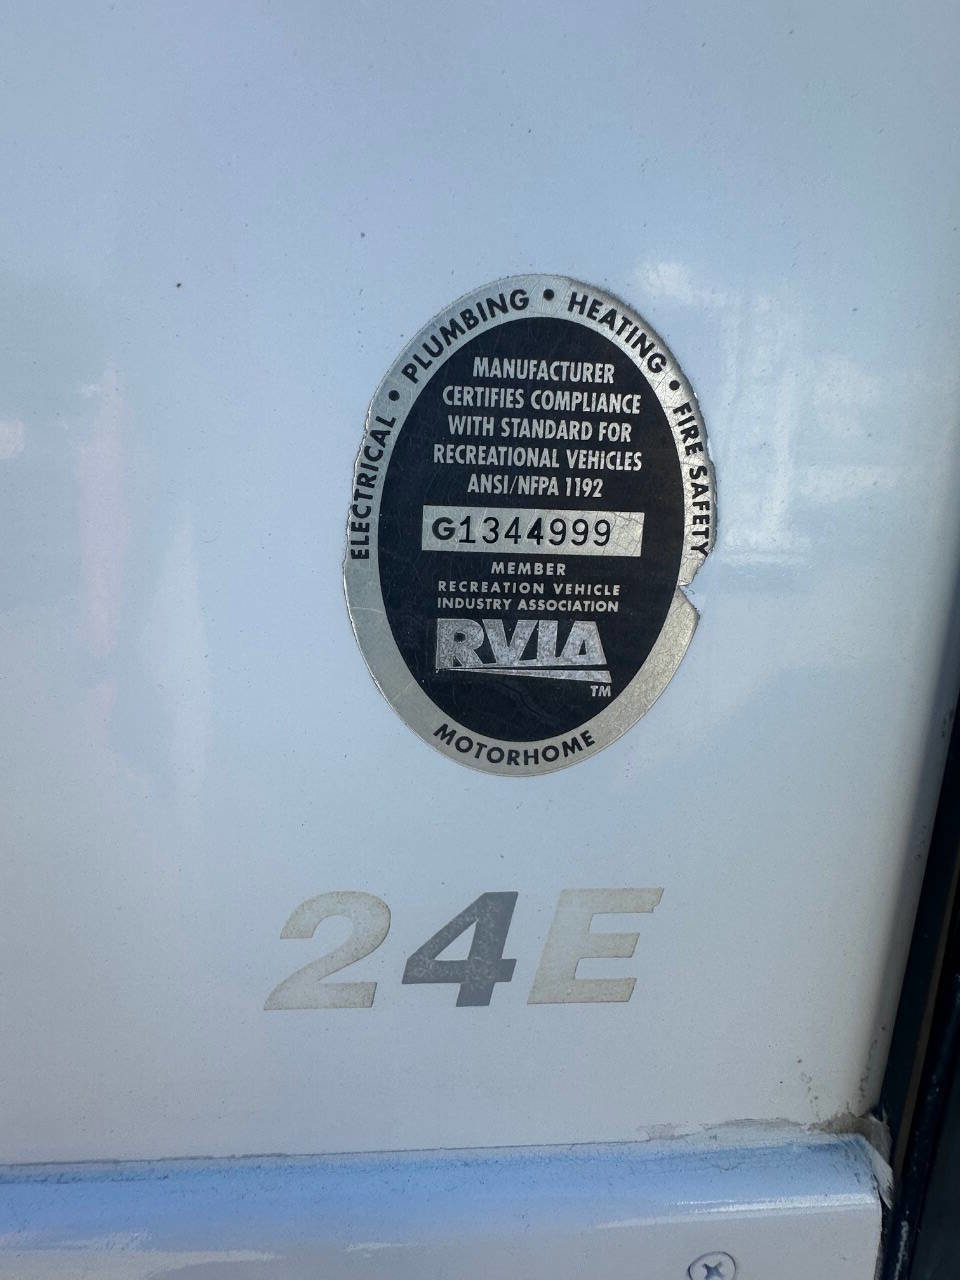 ELECTRICAL • PLUMBING • HEATING • FIRE SAFETY
MANUFACTURER
CERTIFIES COMPLIANCE
WITH STANDARD FOR
RECREATIONAL VEHICLES
ANSI/NFPA 1192
G1344999
MEMBER
RECREATION VEHICLE
INDUSTRY ASSOCIATION
RVIA
TM
MOTORHOME
24E